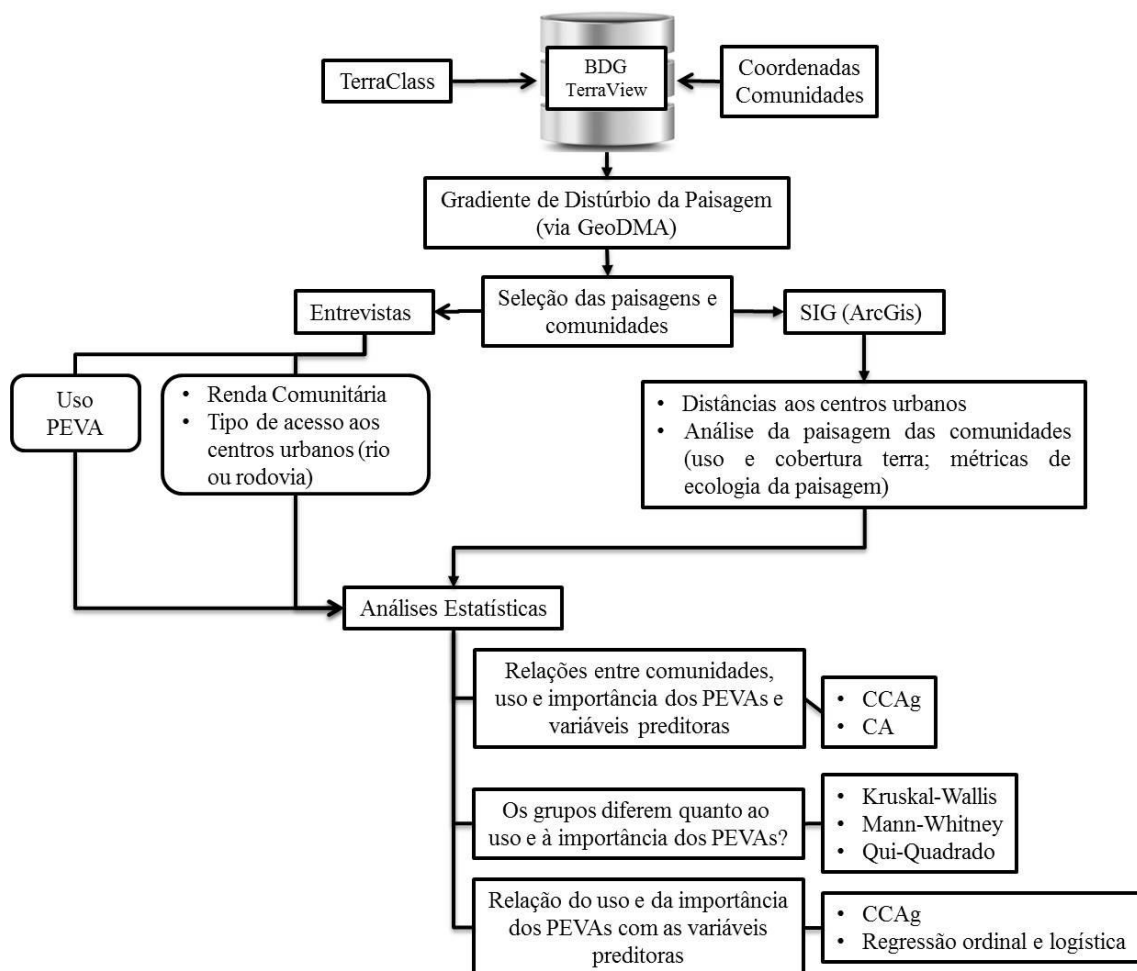 TerraClass
BDG
TerraView
Coordenadas
Comunidades
Gradiente de Distúrbio da Paisagem
(via GeoDMA)
Seleção das paisagens e
comunidades
Entrevistas
SIG (ArcGis)
Uso
PEVA
• Renda Comunitária
• Tipo de acesso aos
centros urbanos (rio
ou rodovia)
• Distâncias aos centros urbanos
• Análise da paisagem das comunidades
(uso e cobertura terra; métricas de
ecologia da paisagem)
Análises Estatísticas
Relações entre comunidades,
uso e importância dos PEVAs e
variáveis preditoras
• CCAg
• CA
Os grupos diferem quanto ao
uso e à importância dos PEVAs?
• Kruskal-Wallis
• Mann-Whitney
• Qui-Quadrado
Relação do uso e da importância
dos PEVAs com as variáveis
preditoras
• CCAg
• Regressão ordinal e logística